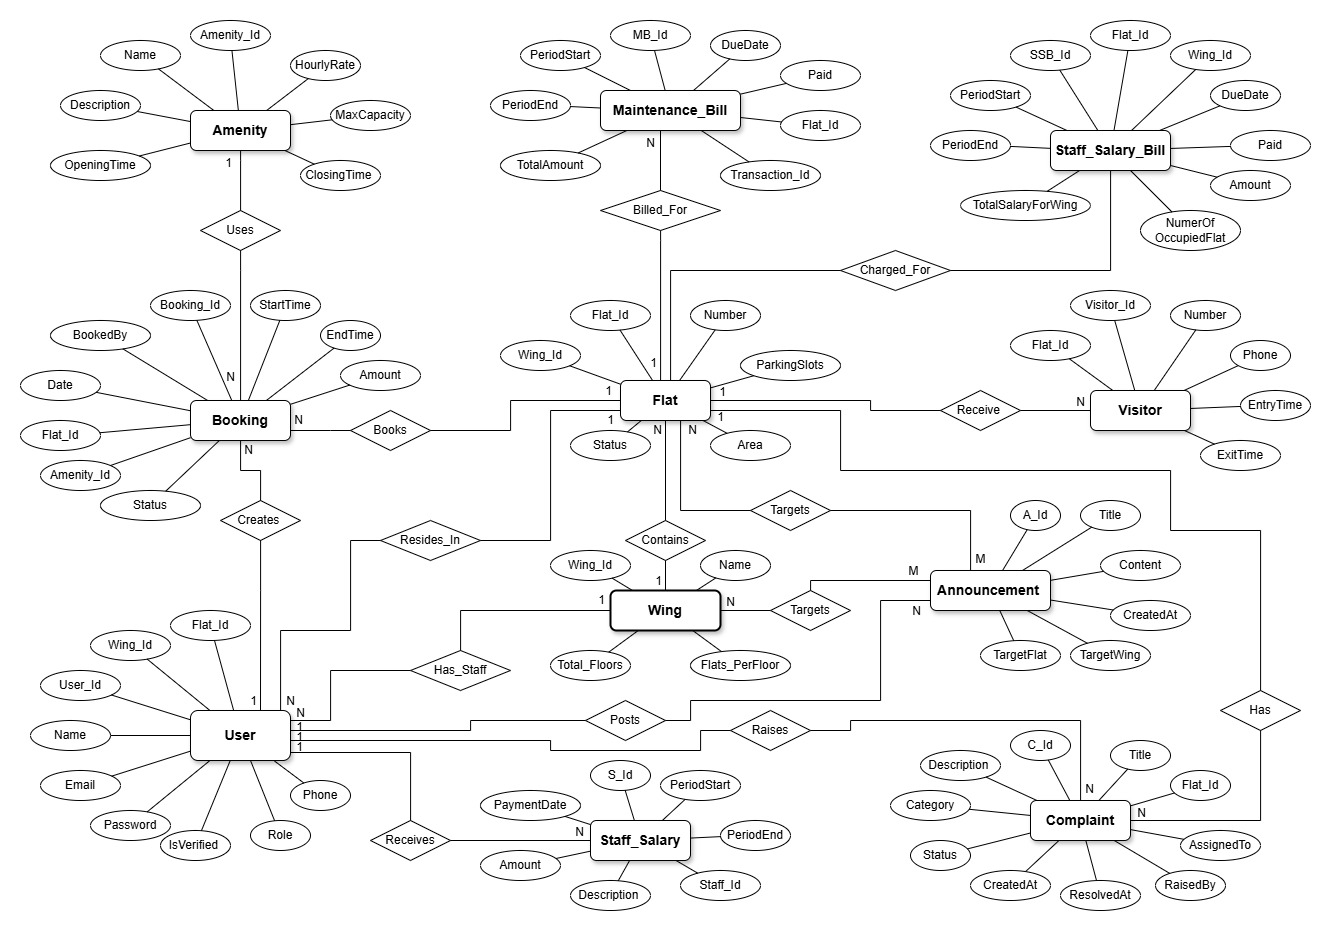 Amenity_Id
Name
HourlyRate
Description
MaxCapacity
Amenity
OpeningTime
ClosingTime
1
Uses
N
MB_Id
PeriodStart
DueDate
Paid
PeriodEnd
Maintenance_Bill
Flat_Id
TotalAmount
Transaction_Id
N
Billed_For
1
Flat_Id
SSB_Id
Wing_Id
PeriodStart
DueDate
PeriodEnd
Staff_Salary_Bill
Paid
Amount
TotalSalaryForWing
NumerOf
OccupiedFlat
Charged_For
Booking_Id
StartTime
BookedBy
EndTime
Date
Amount
Booking
Flat_Id
Amenity_Id
Status
N
Books
1
N
Creates
1
Flat_Id
Number
Wing_Id
ParkingSlots
Flat
Status
Area
1
Receive
N
Visitor_Id
Flat_Id
Number
Phone
Visitor
EntryTime
ExitTime
1
Resides_In
N
N
Contains
1
N
Targets
M
1
Has
N
Wing_Id
Name
Wing
Total_Floors
Flats_PerFloor
N
Targets
M
A_Id
Title
Content
Announcement
CreatedAt
TargetFlat
TargetWing
1
Has_Staff
N
1
Posts
N
1
Raises
N
1
Receives
N
Flat_Id
Wing_Id
User_Id
Name
User
Email
Password
IsVerified
Role
Phone
S_Id
PeriodStart
PaymentDate
Staff_Salary
PeriodEnd
Amount
Description
Staff_Id
C_Id
Title
Description
Flat_Id
Category
Complaint
Status
AssignedTo
CreatedAt
ResolvedAt
RaisedBy